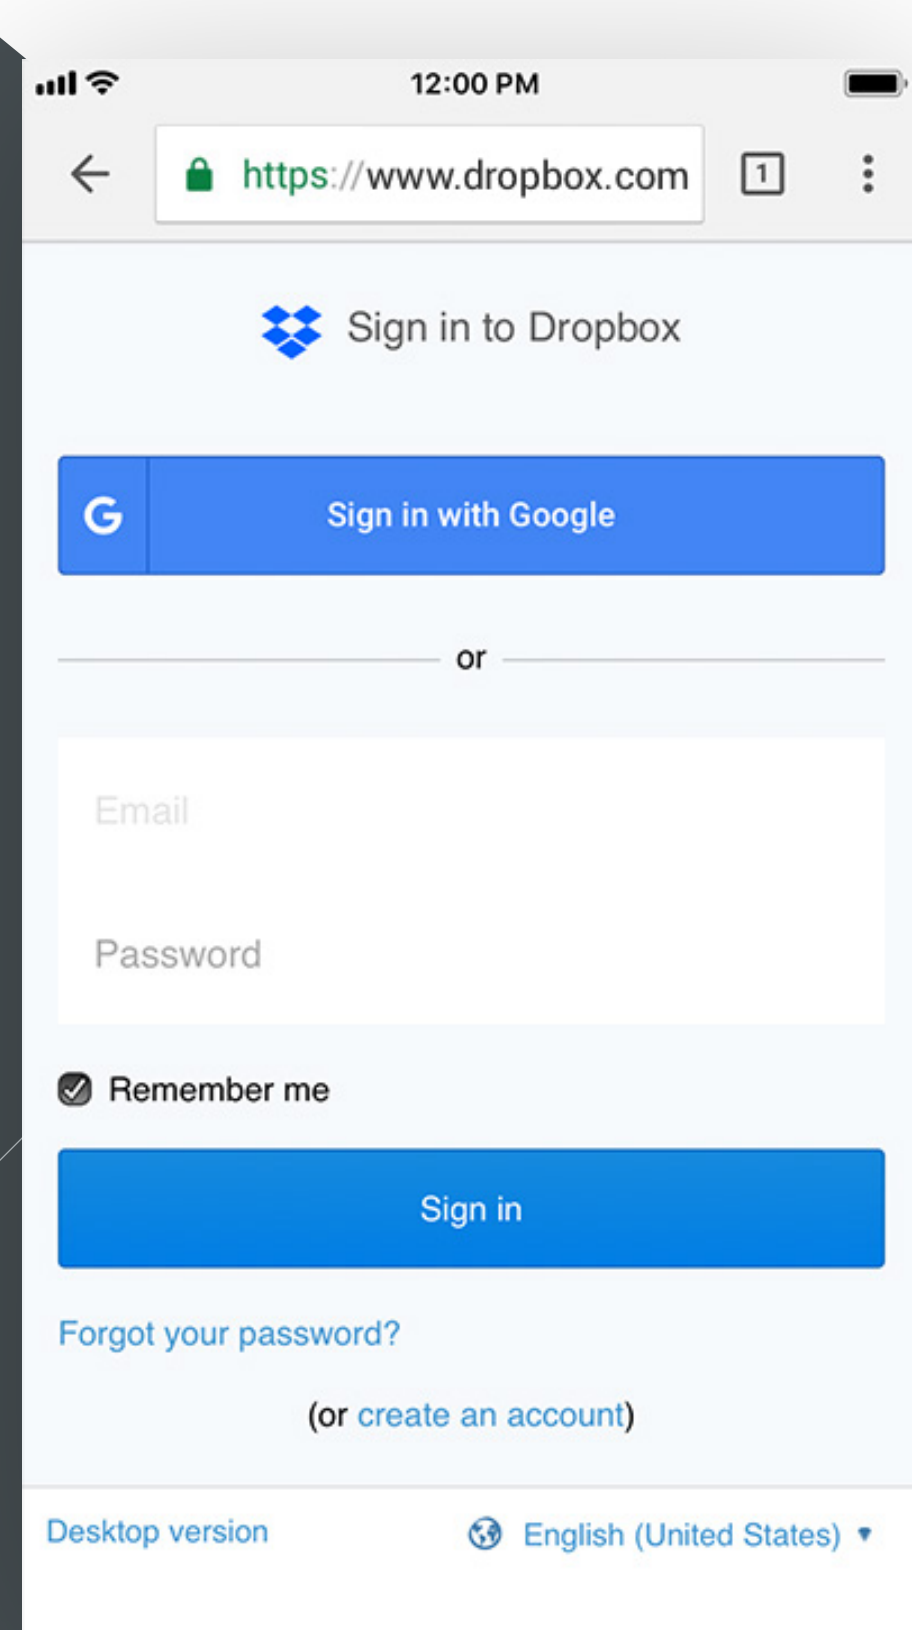 12:00 PM
https://www.dropbox.com
1
Sign in to Dropbox
G
Sign in with Google
or
Email
Password
Remember me
Sign in
Forgot your password?
(or create an account)
Desktop version
English (United States)